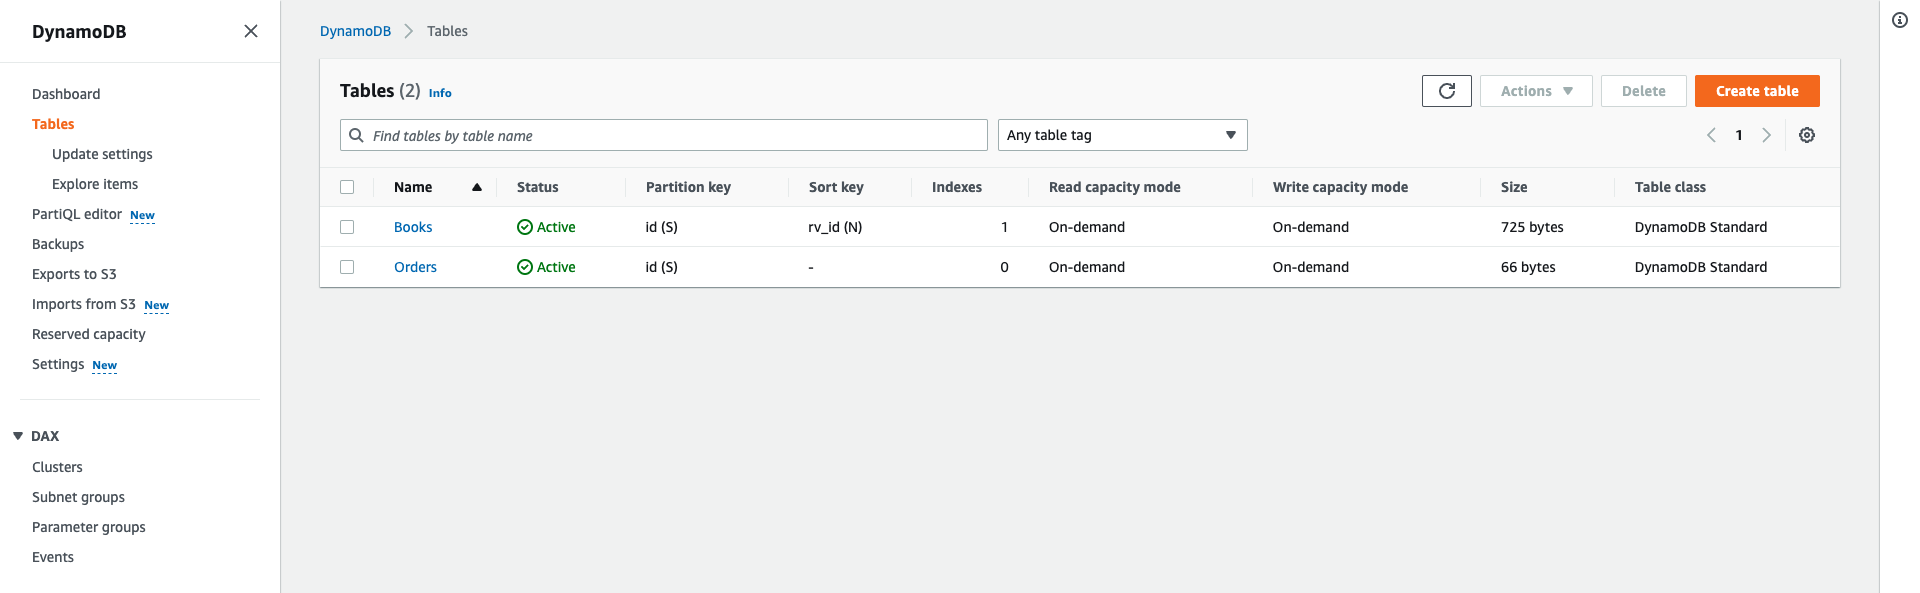 DynamoDB
Dashboard
Tables
Update settings
Explore items
PartiQL editor New
Backups
Exports to S3
Imports from S3 New
Reserved capacity
Settings New
DAX
Clusters
Subnet groups
Parameter groups
Events
DynamoDB Tables
Tables (2) Info
Actions Delete Create table
Find tables by table name Any table tag 1
Name Status Partition key Sort key Indexes Read capacity mode Write capacity mode Size Table class
Books Active id (S) rv_id (N) 1 On-demand On-demand 725 bytes DynamoDB Standard
Orders Active id (S) - 0 On-demand On-demand 66 bytes DynamoDB Standard